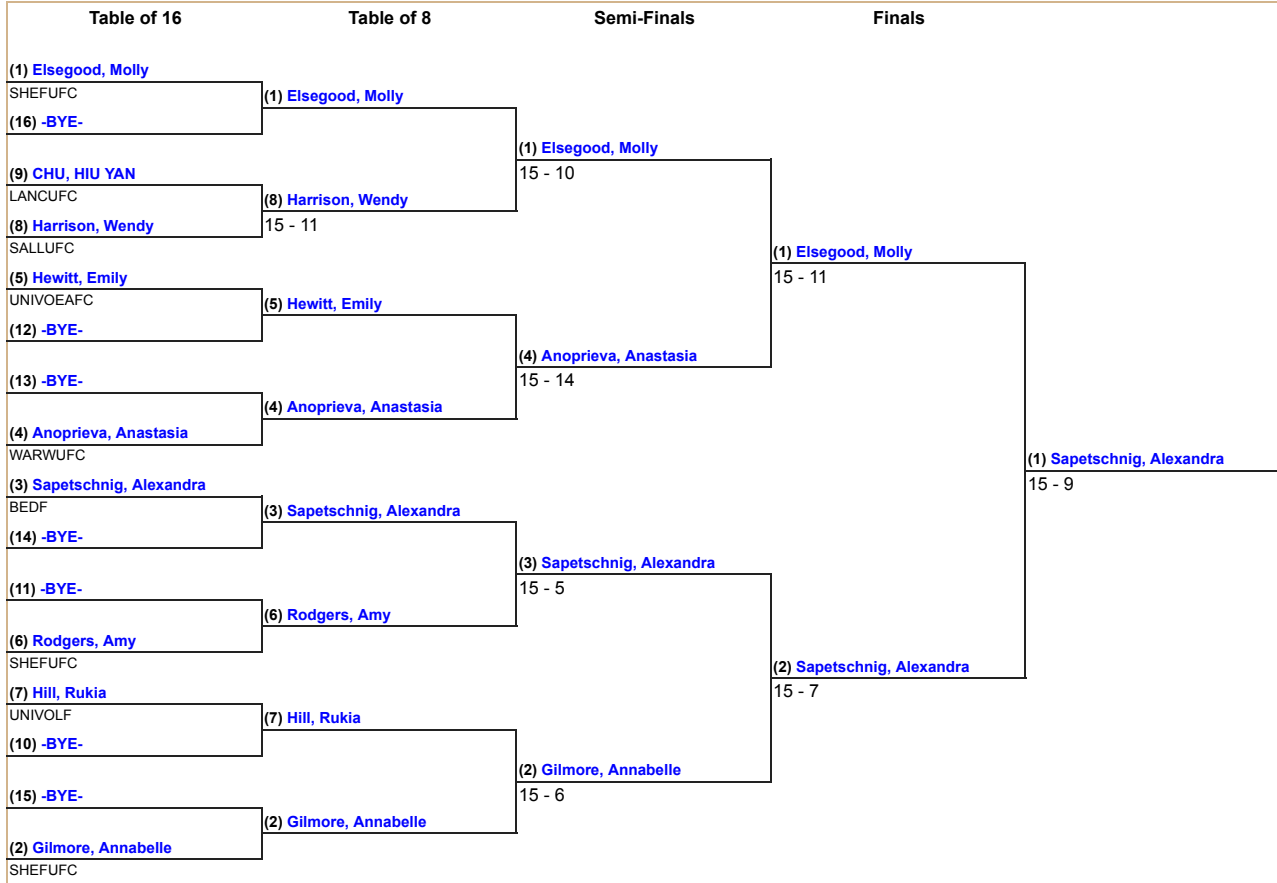 Table of 16
Table of 8
Semi-Finals
Finals
(1) Elsegood, Molly
SHEFUFC
(16) -BYE-
(9) CHU, HIU YAN
LANCUFC
(8) Harrison, Wendy
SALLUFC
(5) Hewitt, Emily
UNIVOEAFC
(12) -BYE-
(13) -BYE-
(4) Anoprieva, Anastasia
WARWUFC
(3) Sapetschnig, Alexandra
BEDF
(14) -BYE-
(11) -BYE-
(6) Rodgers, Amy
SHEFUFC
(7) Hill, Rukia
UNIVOLF
(10) -BYE-
(15) -BYE-
(2) Gilmore, Annabelle
SHEFUFC
(1) Elsegood, Molly
(8) Harrison, Wendy
15 - 11
(5) Hewitt, Emily
(4) Anoprieva, Anastasia
(3) Sapetschnig, Alexandra
(6) Rodgers, Amy
(7) Hill, Rukia
(2) Gilmore, Annabelle
(1) Elsegood, Molly
15 - 10
(4) Anoprieva, Anastasia
15 - 14
(3) Sapetschnig, Alexandra
15 - 5
(2) Gilmore, Annabelle
15 - 6
(1) Elsegood, Molly
15 - 11
(2) Sapetschnig, Alexandra
15 - 7
(1) Sapetschnig, Alexandra
15 - 9